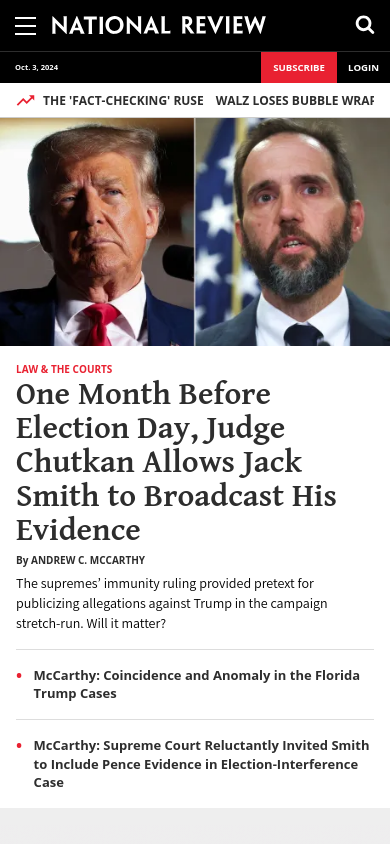 NATIONAL REVIEW
Oct. 3, 2024
SUBSCRIBE
LOGIN
THE 'FACT-CHECKING' RUSE WALZ LOSES BUBBLE WRAP
LAW & THE COURTS
One Month Before
Election Day, Judge
Chutkan Allows Jack
Smith to Broadcast His
Evidence
By ANDREW C. MCCARTHY
The supremes’ immunity ruling provided pretext for
publicizing allegations against Trump in the campaign
stretch-run. Will it matter?
• McCarthy: Coincidence and Anomaly in the Florida
Trump Cases
• McCarthy: Supreme Court Reluctantly Invited Smith
to Include Pence Evidence in Election-Interference
Case